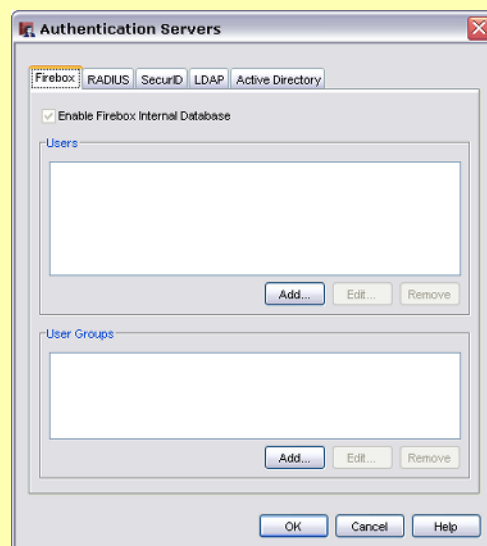 Authentication Servers
Firebox RADIUS SecurID LDAP Active Directory
Enable Firebox Internal Database
Users
Add... Edit... Remove
User Groups
Add... Edit... Remove
OK Cancel Help